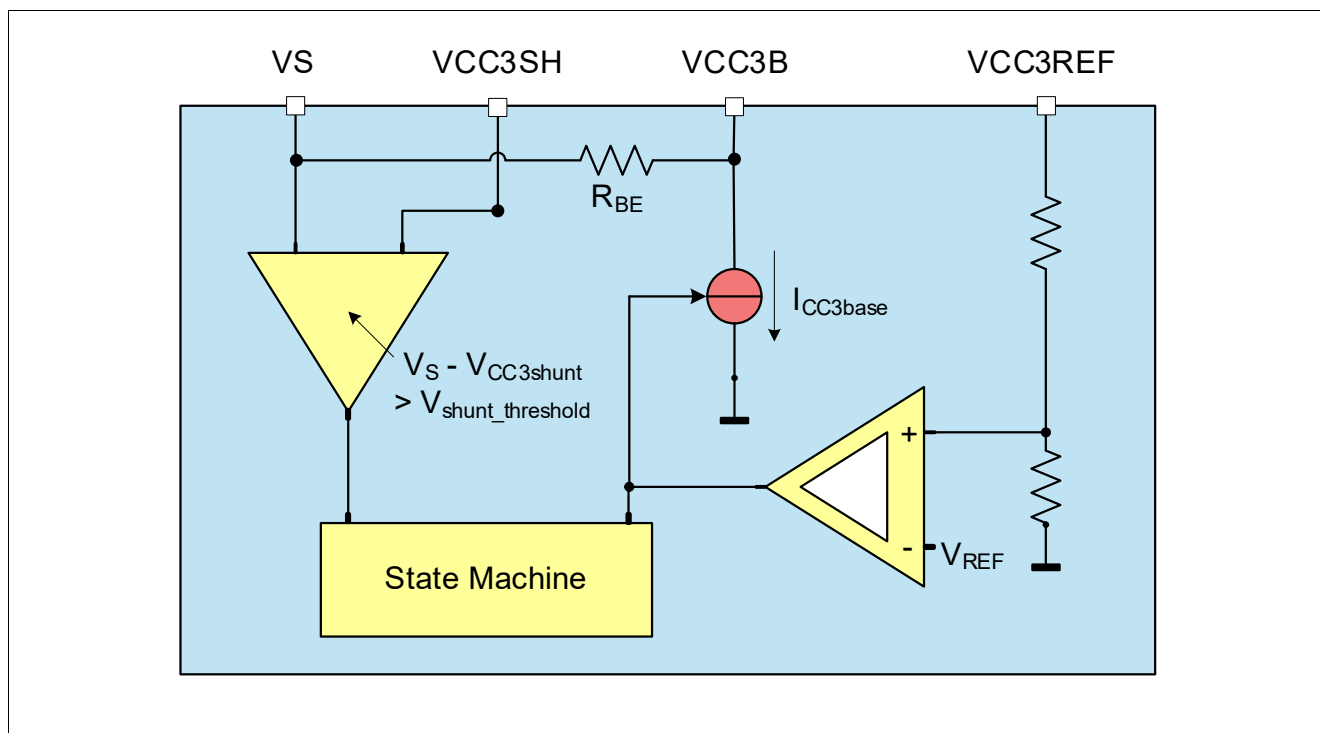 VS VCC3SH VCC3B VCC3REF
RBE
ICC3base
VS - VCC3shunt
> Vshunt_threshold
+
- VREF
State Machine